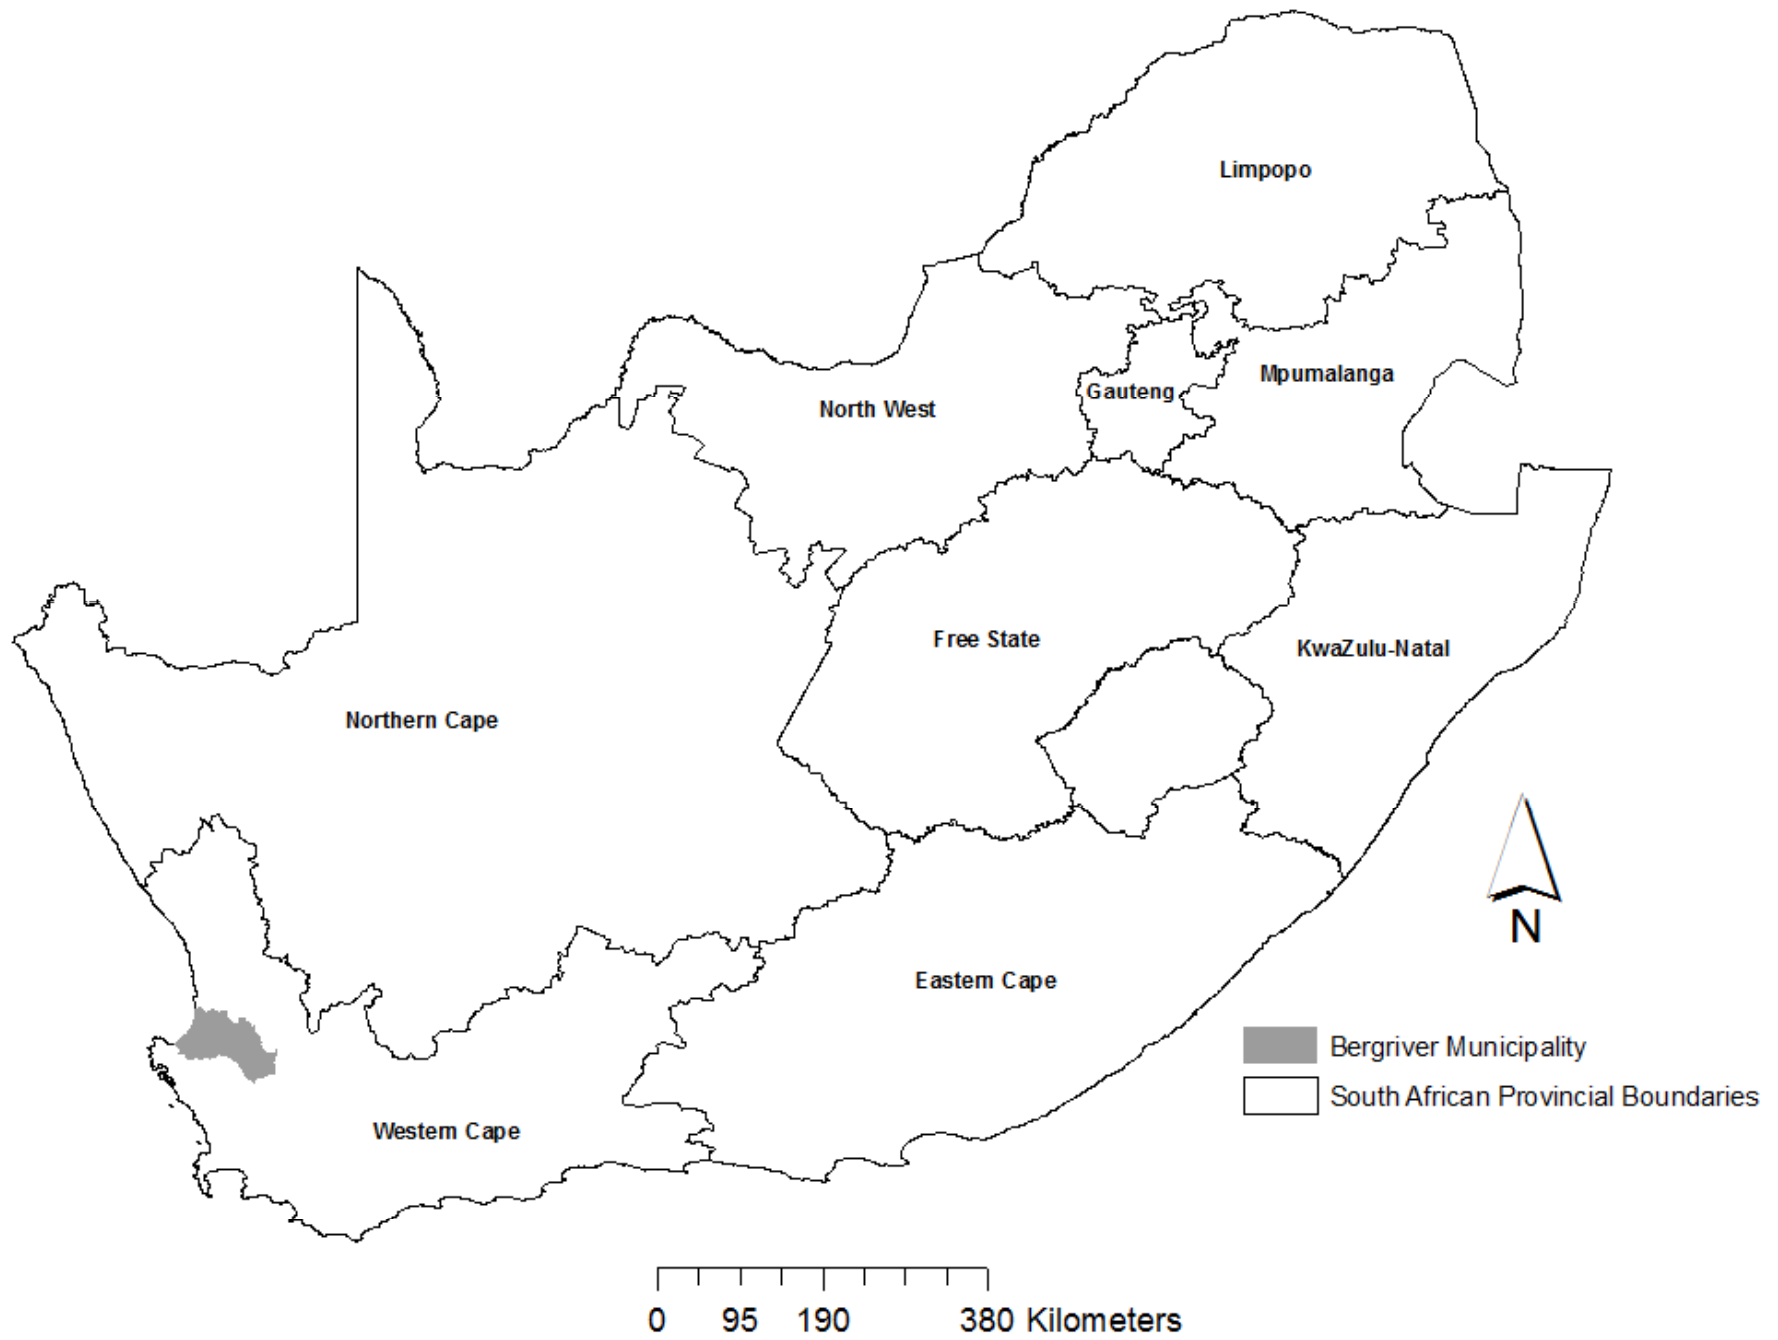 Limpopo
Mpumalanga
Gauteng
North West
Free State
KwaZulu-Natal
Northern Cape
N
Eastern Cape
Bergriver Municipality
South African Provincial Boundaries
Western Cape
0 95 190 380 Kilometers